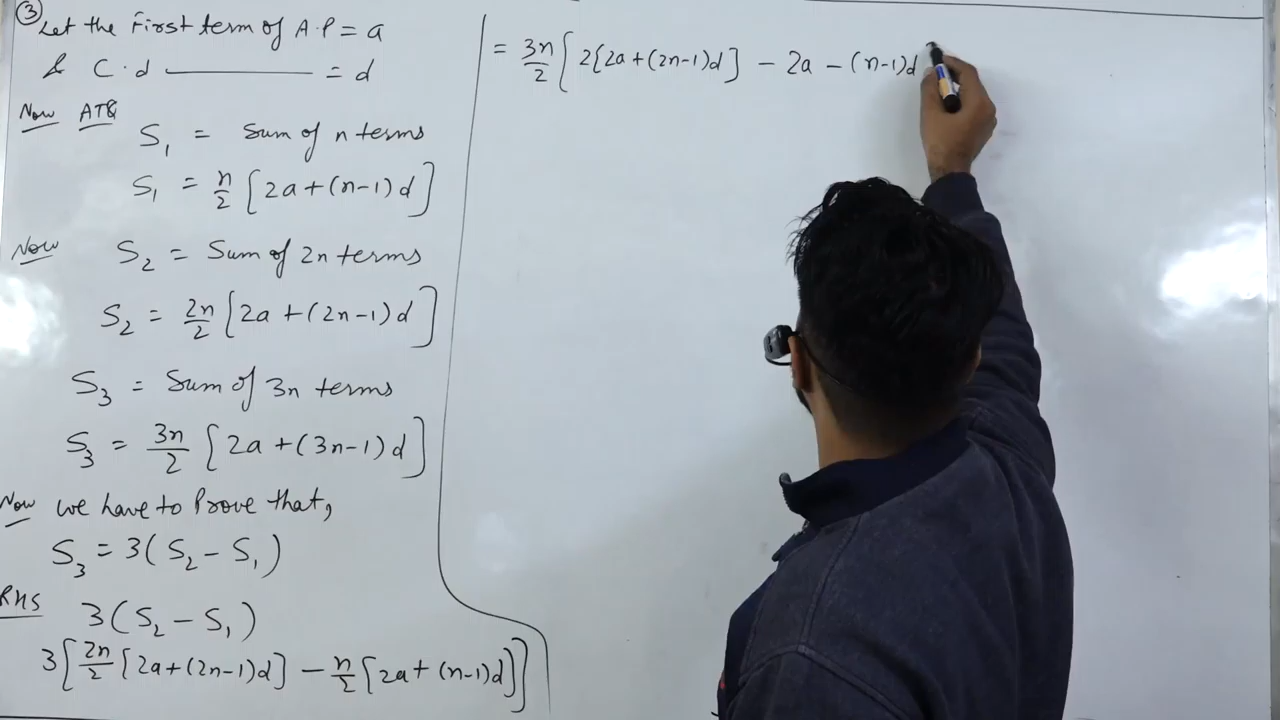 ③ Let the First term of A.P = a
& C.d ——— = d
Now ATQ
S₁ = Sum of n terms
S₁ = n/2 [2a+(n-1)d]
Now S₂ = Sum of 2n terms
S₂ = 2n/2 [2a+(2n-1)d]
S₃ = Sum of 3n terms
S₃ = 3n/2 [2a+(3n-1)d]
Now we have to Prove that,
S₃ = 3(S₂ - S₁)
RHS 3(S₂ - S₁)
3[2n/2 [2a+(2n-1)d] - n/2 [2a+(n-1)d]]
= 3n/2 [2{2a+(2n-1)d] - 2a - (n-1)d